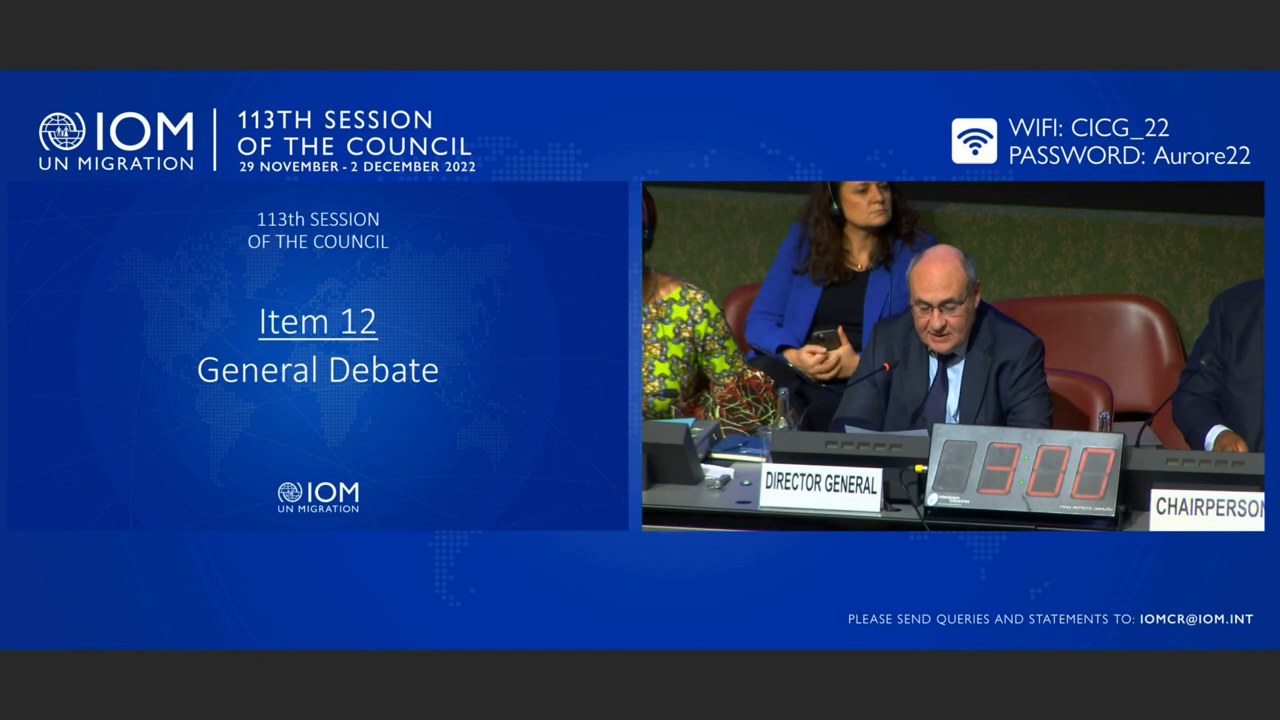 IOM
UN MIGRATION
113TH SESSION
OF THE COUNCIL
29 NOVEMBER - 2 DECEMBER 2022
WIFI: CICG_22
PASSWORD: Aurore22
113th SESSION
OF THE COUNCIL
Item 12
General Debate
IOM
UN MIGRATION
DIRECTOR GENERAL
3:00
CHAIRPERSON
PLEASE SEND QUERIES AND STATEMENTS TO: IOMCR@IOM.INT